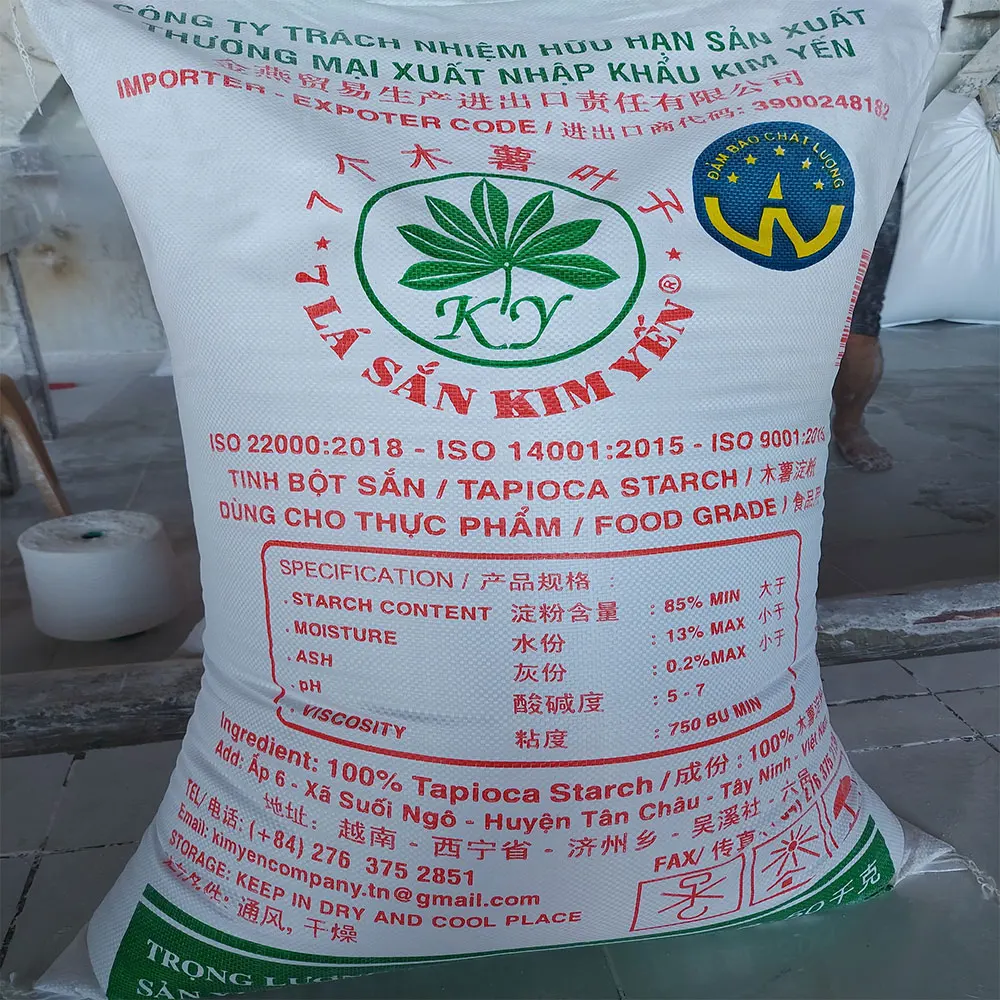 CÔNG TY TRÁCH NHIỆM HỮU HẠN SẢN XUẤT
THƯƠNG MẠI XUẤT NHẬP KHẨU KIM YẾN
金燕贸易生产进出口责任有限公司
IMPORTER - EXPOTER CODE / 进出口商代码: 3900248182
7个木薯叶子
ĐẢM BẢO CHẤT LƯỢNG
KY
7 LÁ SẮN KIM YẾN®
ISO 22000:2018 - ISO 14001:2015 - ISO 9001:2015
TINH BỘT SẮN / TAPIOCA STARCH / 木薯淀粉
DÙNG CHO THỰC PHẨM / FOOD GRADE / 食品
SPECIFICATION / 产品规格 :
. STARCH CONTENT 淀粉含量 : 85% MIN 大于
. MOISTURE 水份 : 13% MAX 小于
. ASH 灰份 : 0.2%MAX 小于
. pH 酸碱度 : 5 - 7
. VISCOSITY 粘度 : 750 BU MIN
Ingredient: 100% Tapioca Starch / 成份 : 100% 木薯淀
Add: Ấp 6 - Xã Suối Ngô - Huyện Tân Châu - Tây Ninh - Việt
地址: 越南 - 西宁省 - 济州乡 - 吴溪社 - 六邑
TEL/ 电话: (+84) 276 375 2851
FAX/ 传真 276 375
Email: kimyencompany.tn@gmail.com
STORAGE: KEEP IN DRY AND COOL PLACE
通风, 干燥
TRỌNG
千克
SẢN